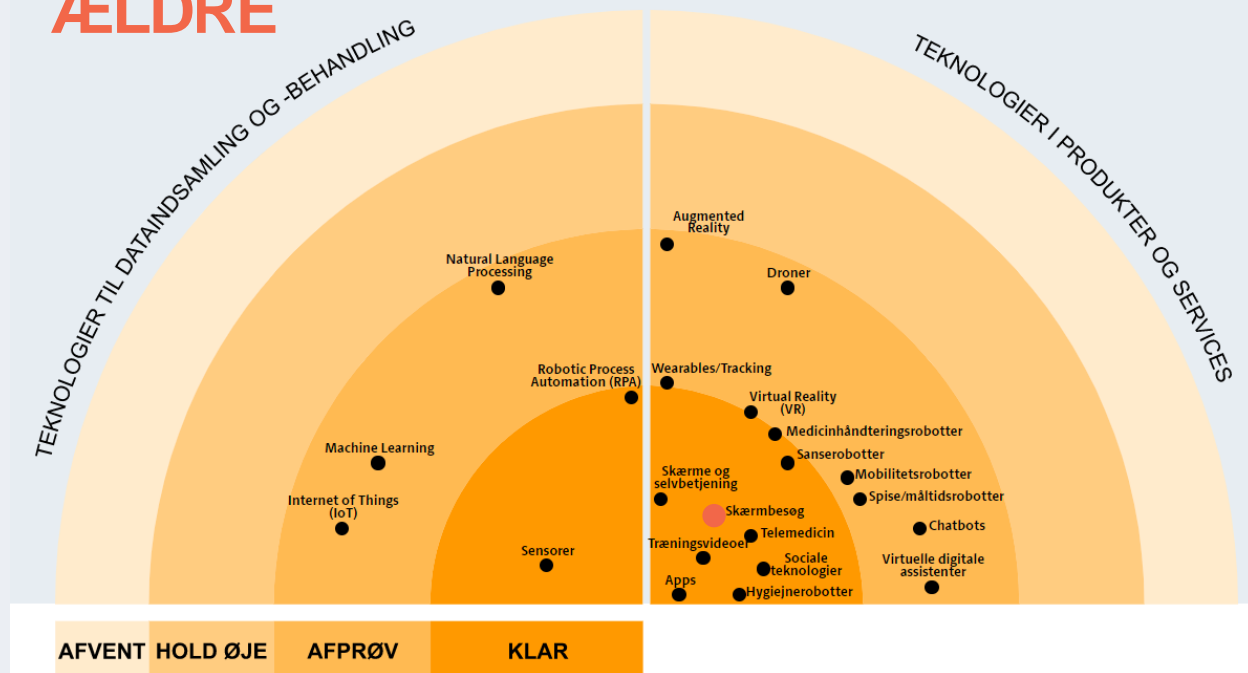 ÆLDRE
TEKNOLOGIER TIL DATAINDSAMLING OG -BEHANDLING
TEKNOLOGIER I PRODUKTER OG SERVICES
Augmented
Reality
Natural Language
Processing
Droner
Robotic Process
Automation (RPA)
Wearables/Tracking
Virtual Reality
(VR)
Medicinhåndteringsrobotter
Machine Learning
Sanserobotter
Skærme og
selvbetjening
Mobilitetsrobotter
Internet of Things
(IoT)
Spise/måltidsrobotter
Skærmbesøg
Chatbots
Telemedicin
Træningsvideoer
Sensorer
Sociale
teknologier
Virtuelle digitale
assistenter
Apps
Hygiejnerobotter
AFVENT HOLD ØJE AFPRØV KLAR